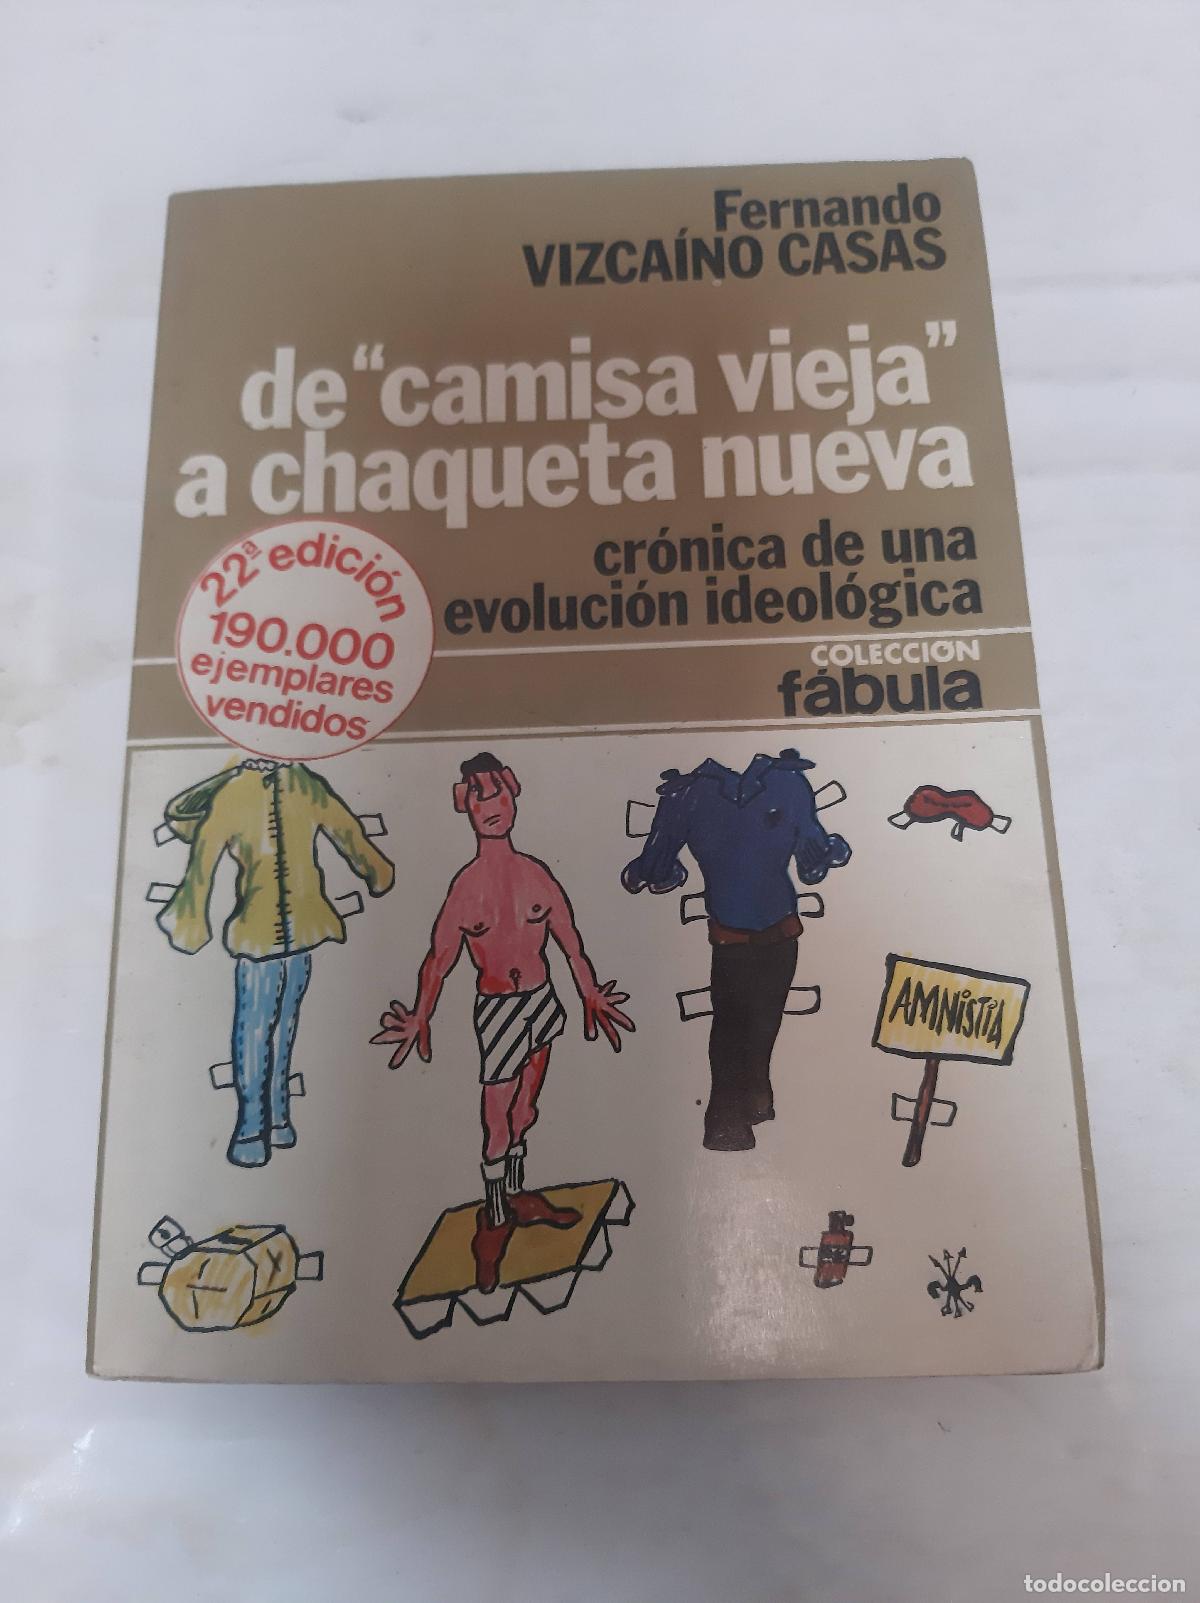 Fernando
VIZCAÍNO CASAS
de “camisa vieja”
a chaqueta nueva
crónica de una
evolución ideológica
22ª edición
190.000
ejemplares
vendidos
COLECCIÓN
fábula
AMNISTIA
todocoleccion